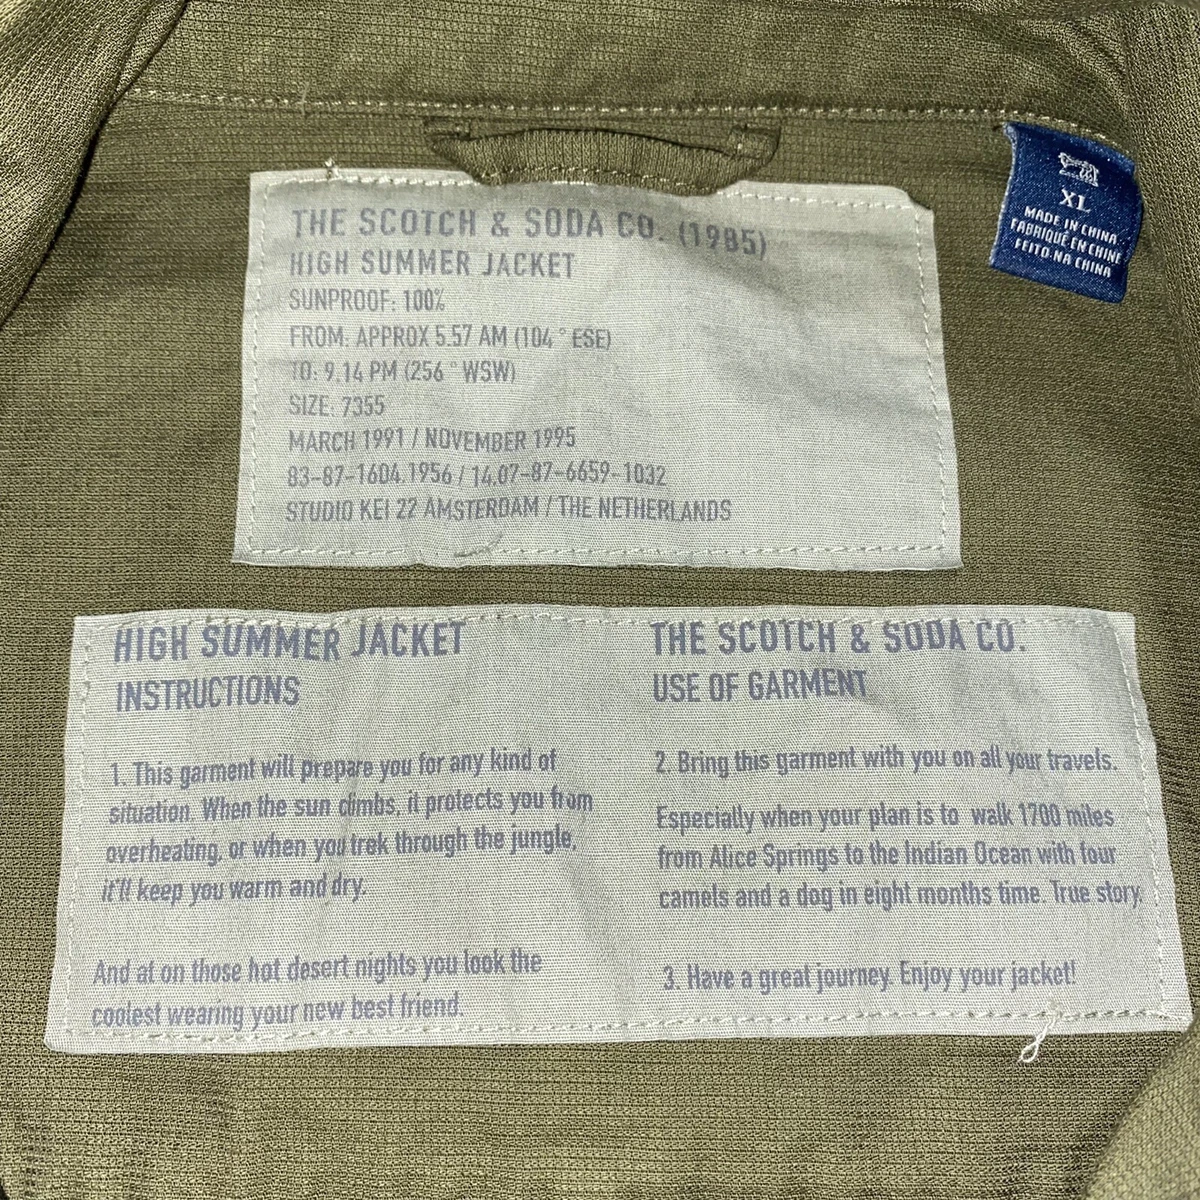 THE SCOTCH & SODA CO. (1985)
HIGH SUMMER JACKET
SUNPROOF: 100%
FROM: APPROX 5.57 AM (104° ESE)
TO: 9.14 PM (256° WSW)
SIZE: 7355
MARCH 1991 / NOVEMBER 1995
83-87-1604.1956 / 14.07-87-6659-1032
STUDIO KEI 22 AMSTERDAM / THE NETHERLANDS
XL
MADE IN CHINA
FABRIQUÉ EN CHINE
FEITO NA CHINA
HIGH SUMMER JACKET
INSTRUCTIONS
1. This garment will prepare you for any kind of
situation. When the sun climbs, it protects you from
overheating, or when you trek through the jungle,
it'll keep you warm and dry.
And at on those hot desert nights you look the
coolest wearing your new best friend.
THE SCOTCH & SODA CO.
USE OF GARMENT
2. Bring this garment with you on all your travels.
Especially when your plan is to walk 1700 miles
from Alice Springs to the Indian Ocean with four
camels and a dog in eight months time. True story.
3. Have a great journey. Enjoy your jacket!